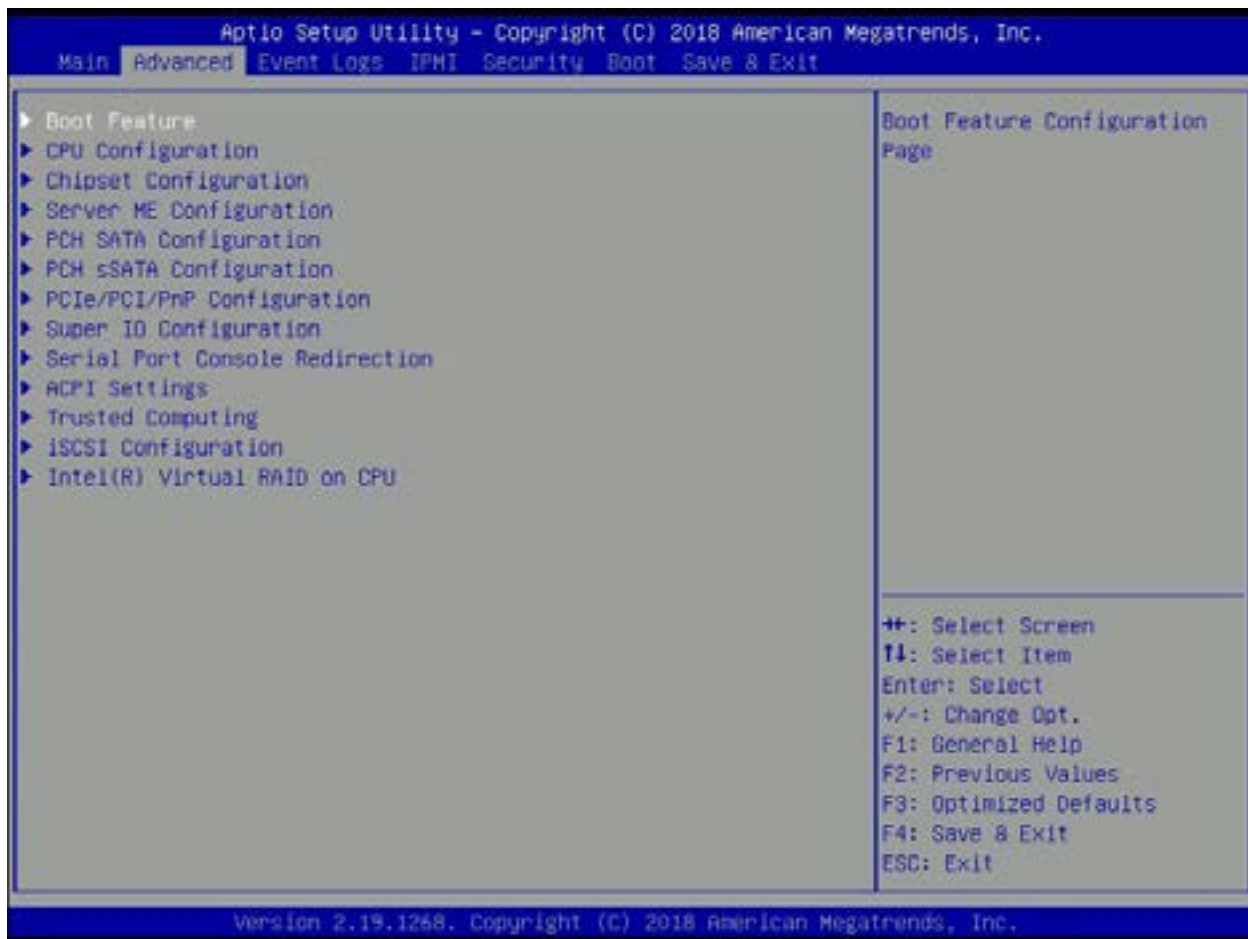 Aptio Setup Utility - Copyright (C) 2018 American Megatrends, Inc.
Main Advanced Event Logs IPMI Security Boot Save & Exit
Boot Feature
CPU Configuration
Chipset Configuration
Server ME Configuration
PCH SATA Configuration
PCH sSATA Configuration
PCIe/PCI/PnP Configuration
Super IO Configuration
Serial Port Console Redirection
ACPI Settings
Trusted Computing
iSCSI Configuration
Intel(R) Virtual RAID on CPU
Boot Feature Configuration
Page
→←: Select Screen
↑↓: Select Item
Enter: Select
+/-: Change Opt.
F1: General Help
F2: Previous Values
F3: Optimized Defaults
F4: Save & Exit
ESC: Exit
Version 2.19.1268. Copyright (C) 2018 American Megatrends, Inc.